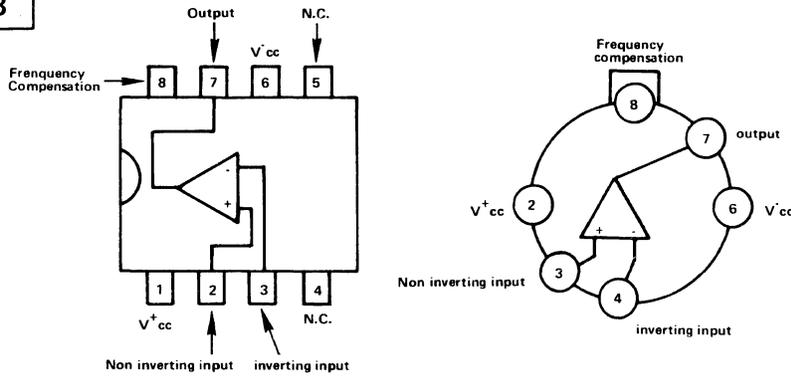 Output
N.C.
V-cc
Frenquency
Compensation
8
7
6
5
-
+
1
2
3
4
V+cc
N.C.
Non inverting input
inverting input
Frequency
compensation
8
7
output
V+cc
2
6
V-cc
+ -
3
Non inverting input
4
inverting input